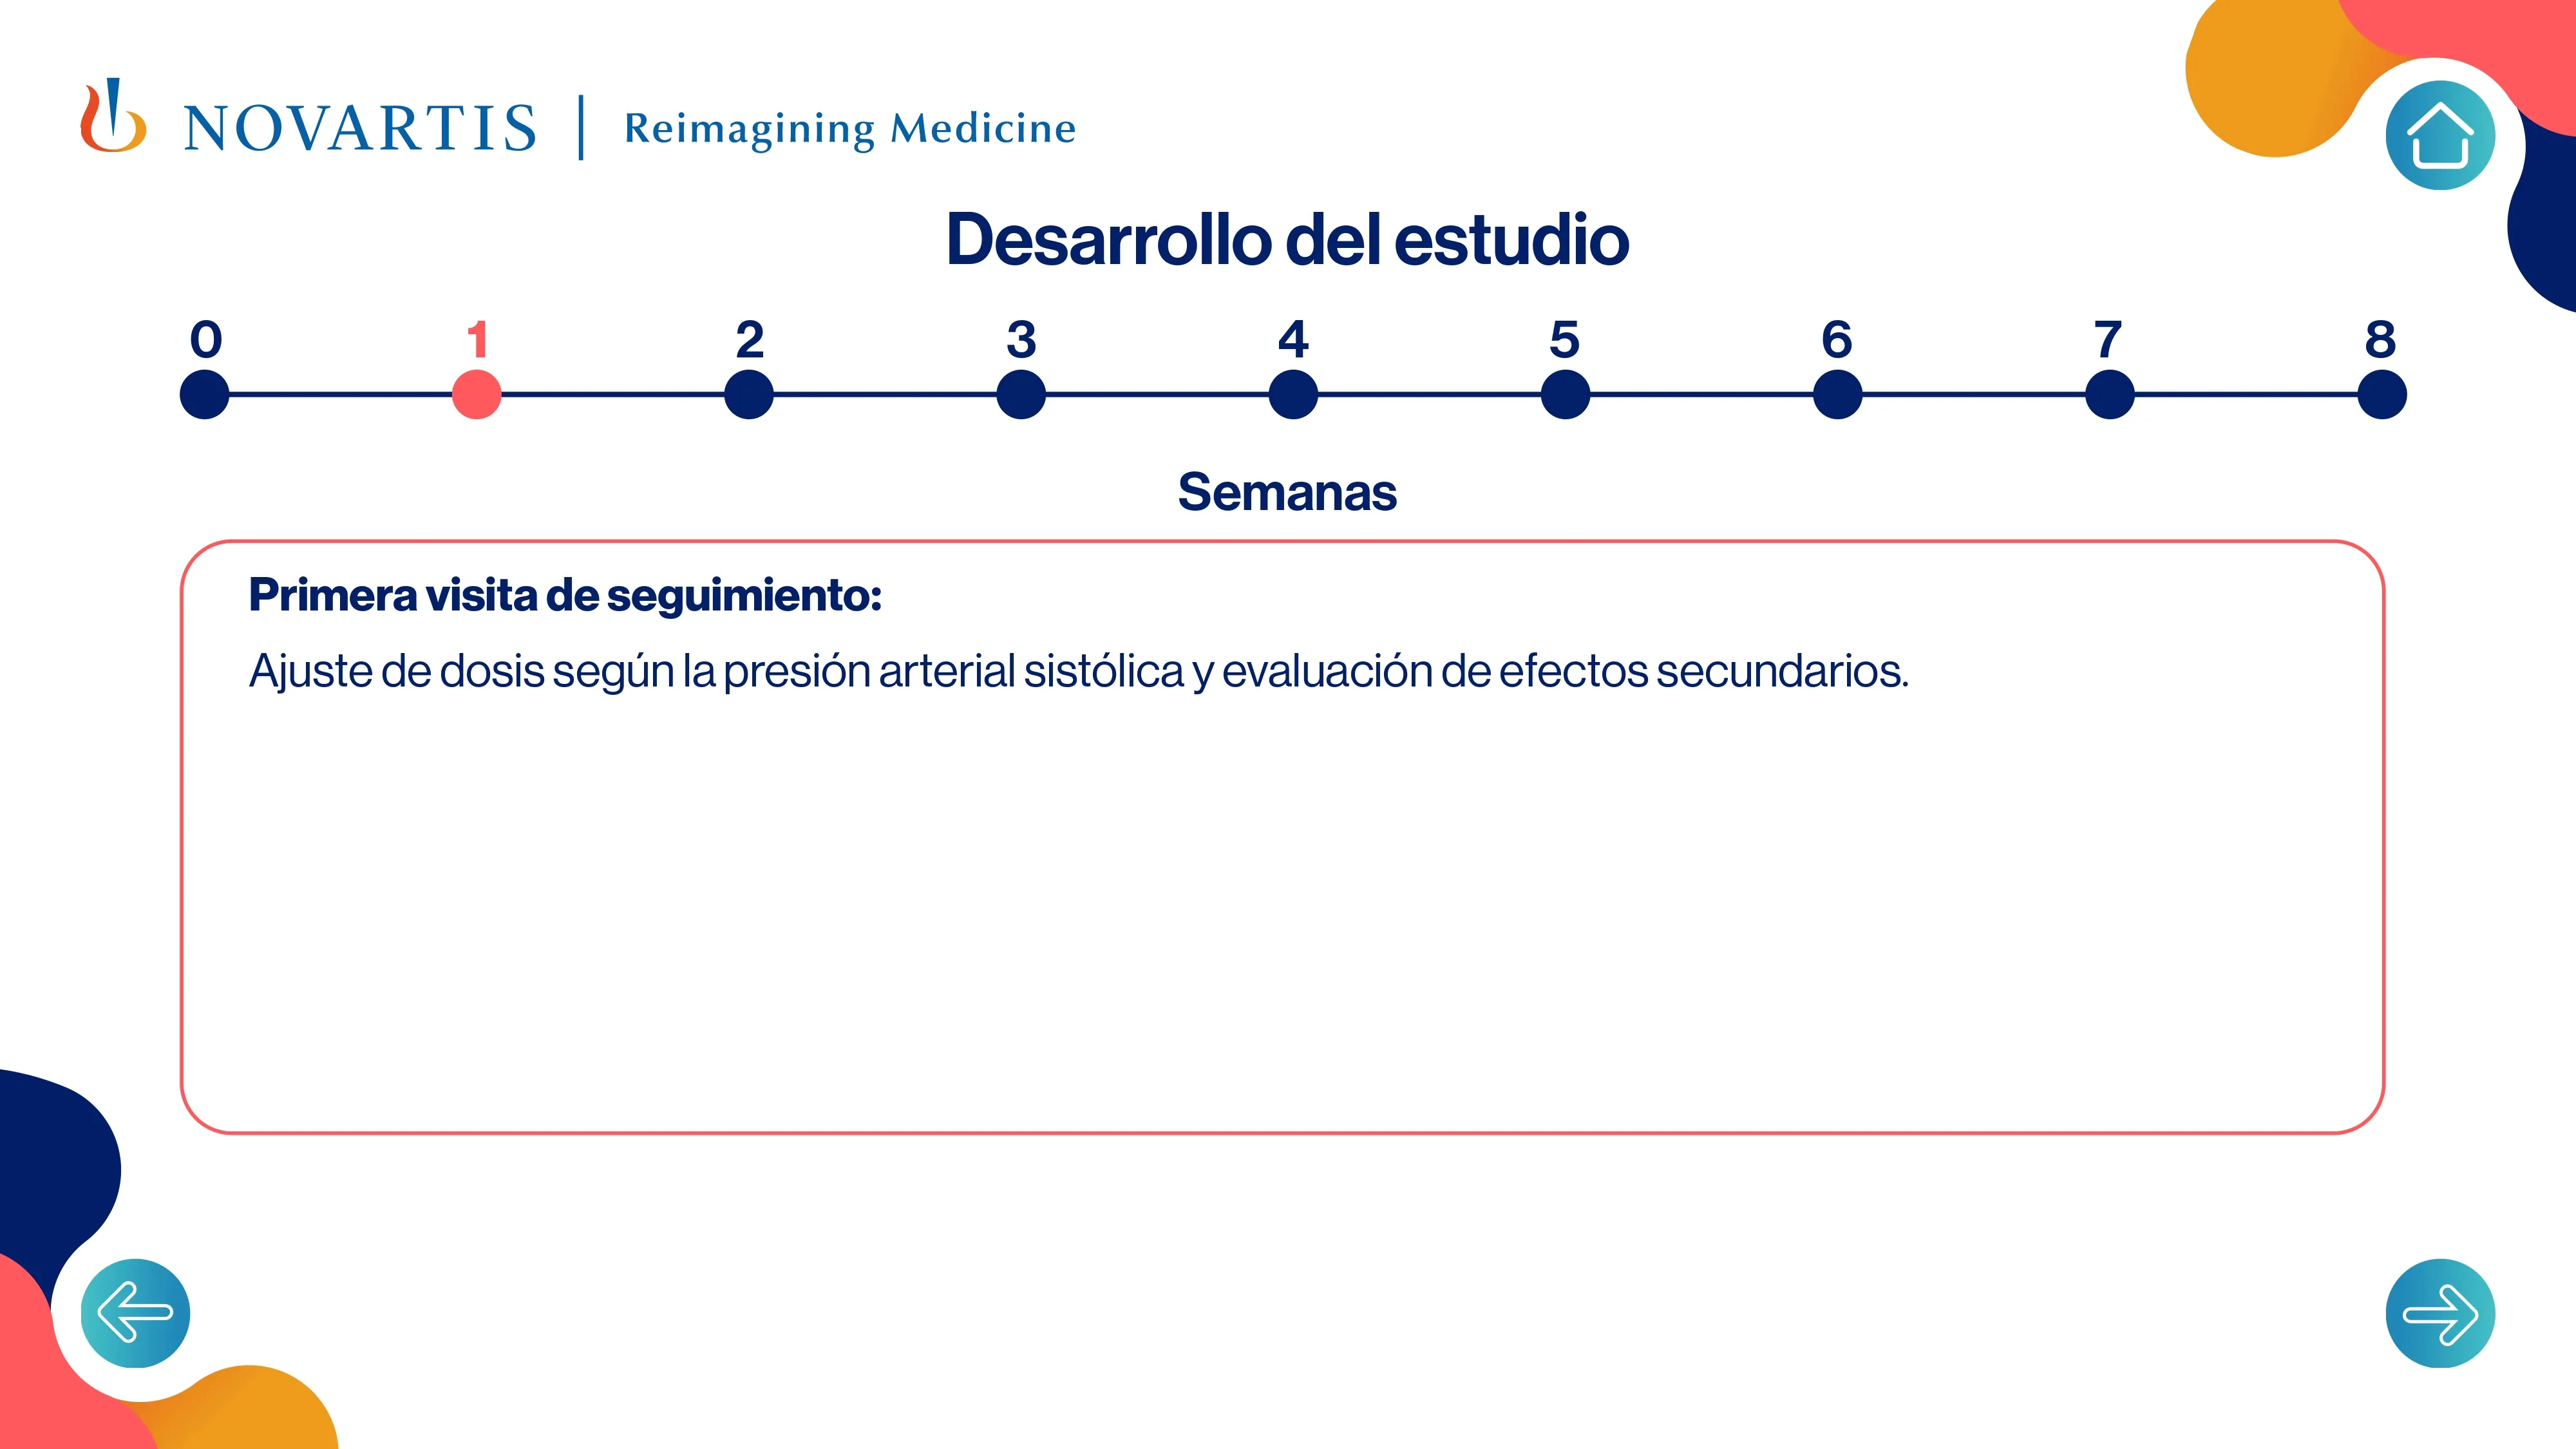 NOVARTIS | Reimagining Medicine
Desarrollo del estudio
0 1 2 3 4 5 6 7 8
Semanas
Primera visita de seguimiento:
Ajuste de dosis según la presión arterial sistólica y evaluación de efectos secundarios.